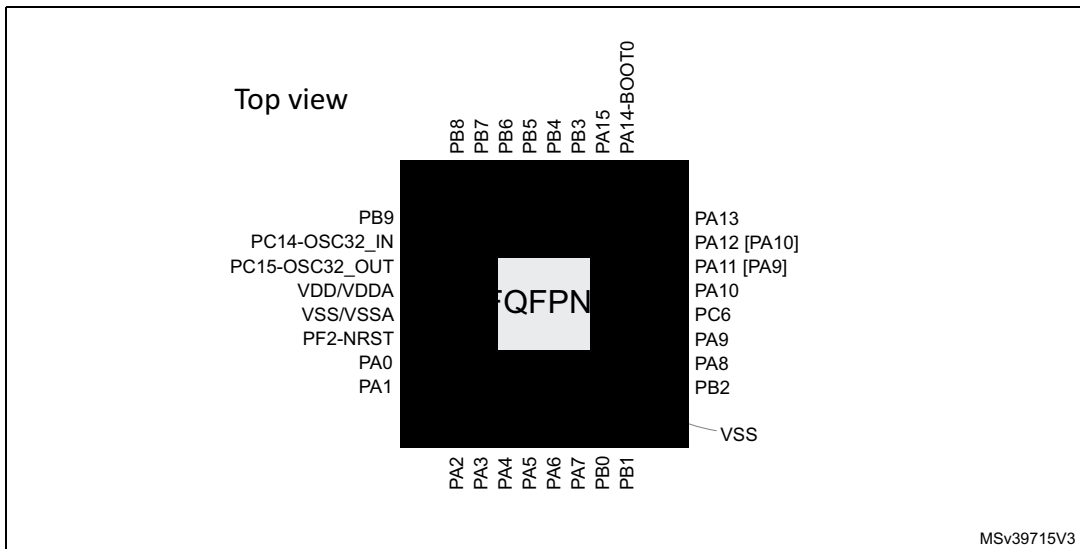 Top view
PB8
PB7
PB6
PB5
PB4
PB3
PA15
PA14-BOOT0
PB9
PC14-OSC32_IN
PC15-OSC32_OUT
VDD/VDDA
VSS/VSSA
PF2-NRST
PA0
PA1
QFPN
PA13
PA12 [PA10]
PA11 [PA9]
PA10
PC6
PA9
PA8
PB2
VSS
PA2
PA3
PA4
PA5
PA6
PA7
PB0
PB1
MSv39715V3